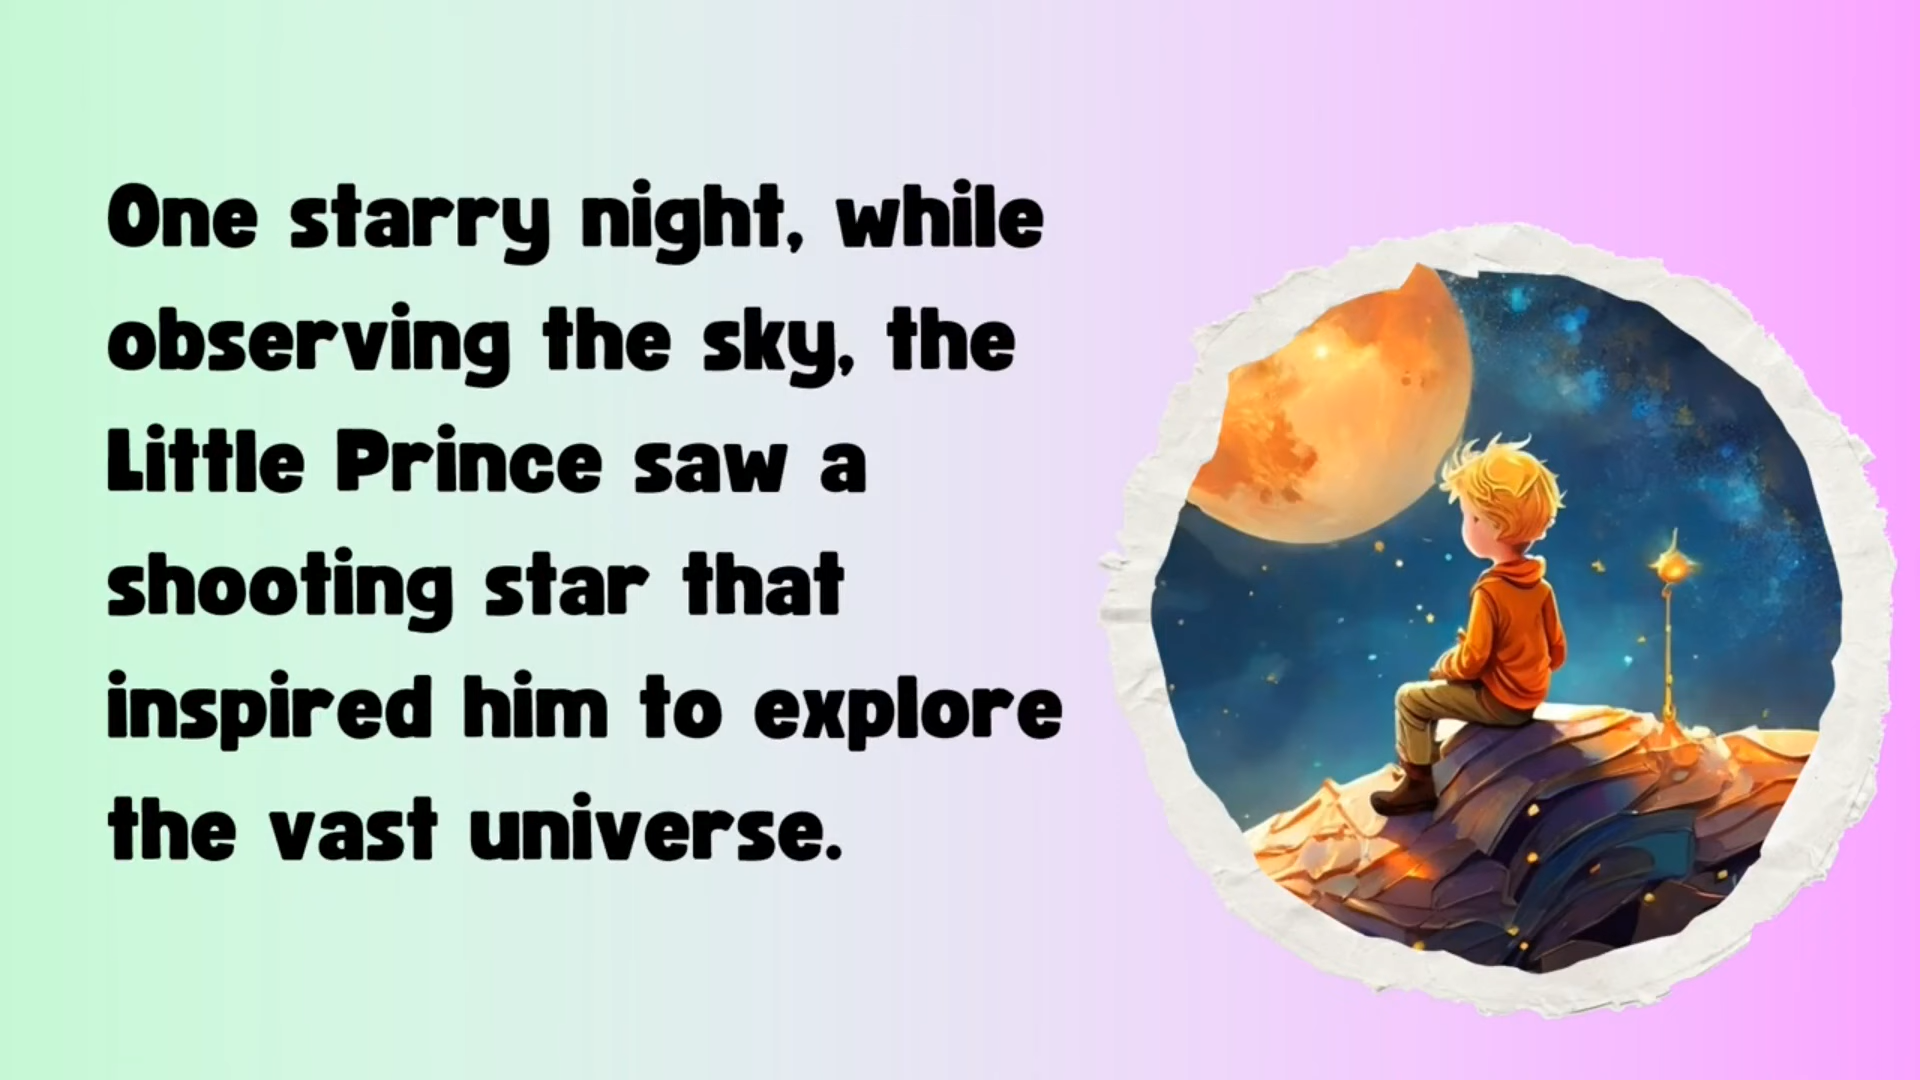 One starry night, while
observing the sky, the
Little Prince saw a
shooting star that
inspired him to explore
the vast universe.